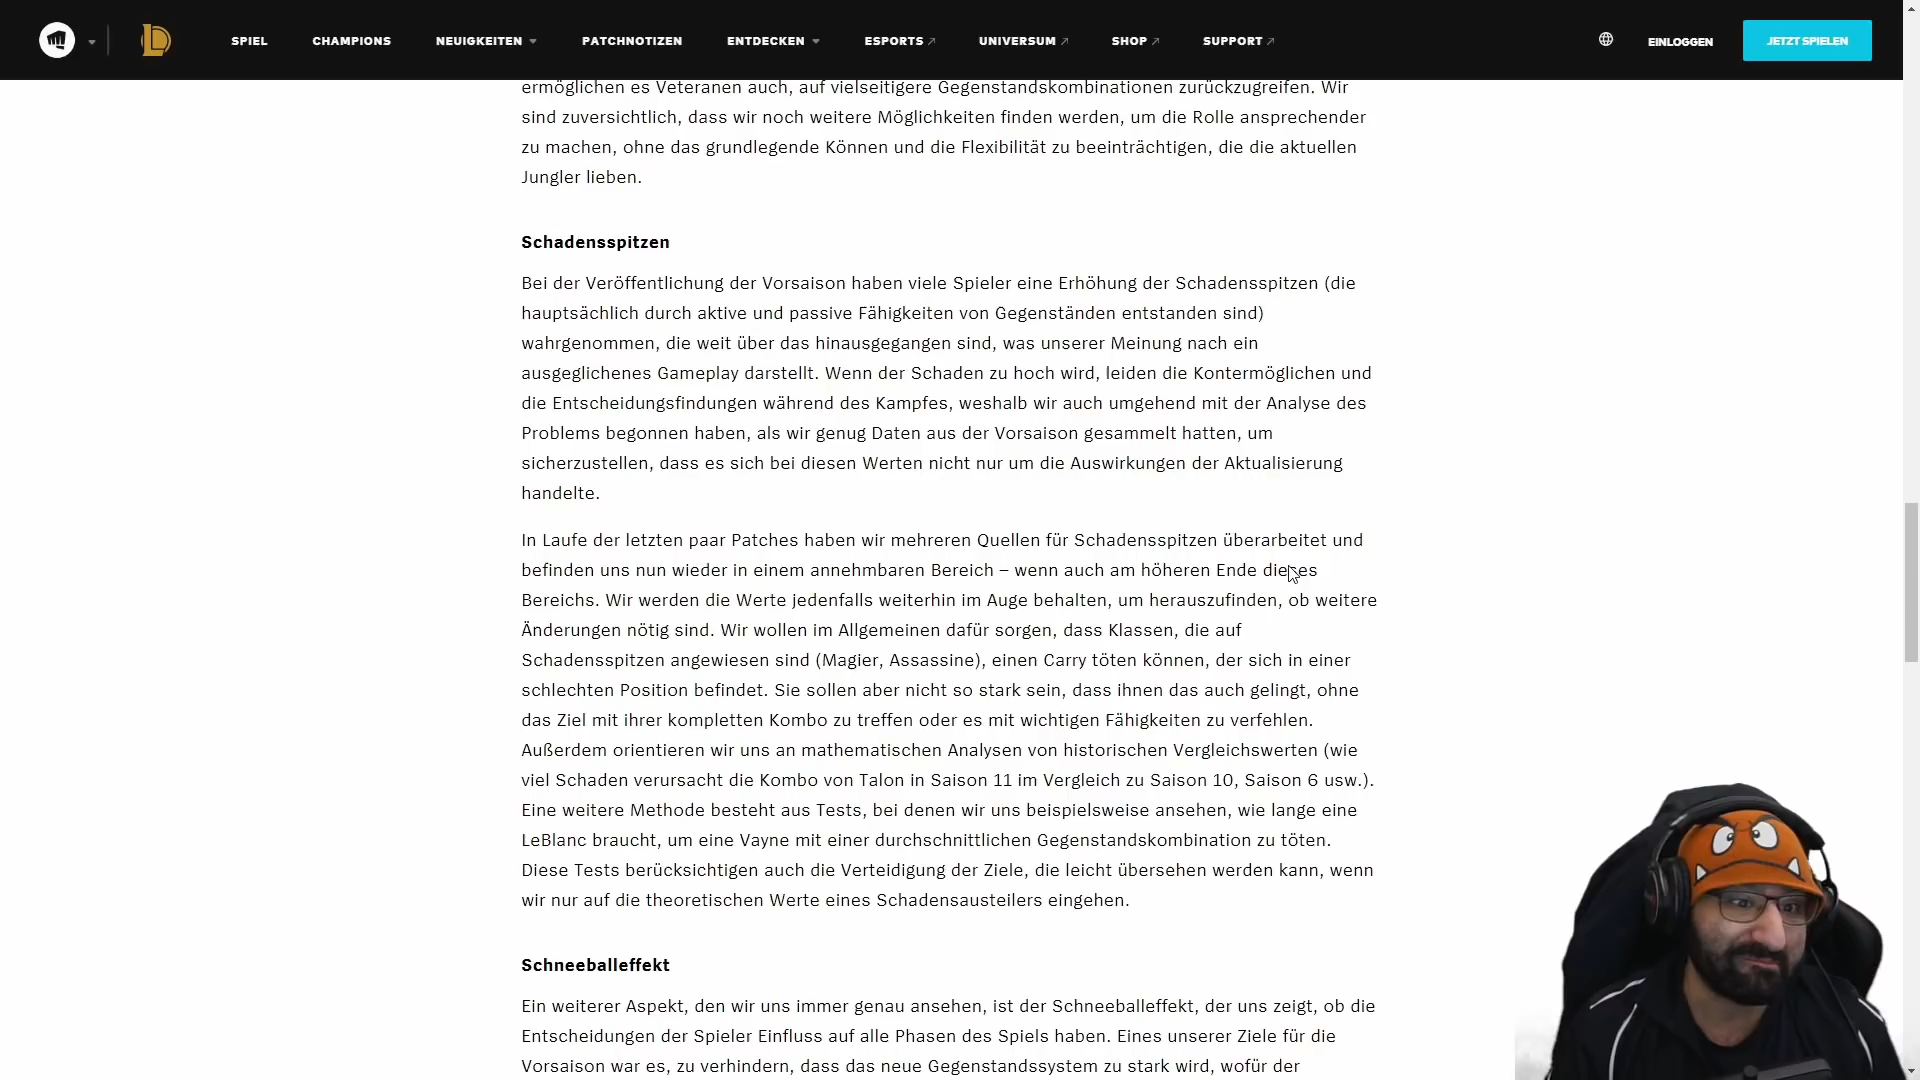 SPIEL
CHAMPIONS
NEUIGKEITEN
PATCHNOTIZEN
ENTDECKEN
ESPORTS
UNIVERSUM
SHOP
SUPPORT
EINLOGGEN
JETZT SPIELEN
ermöglichen es Veteranen auch, auf vielseitigere Gegenstandskombinationen zurückzugreifen. Wir
sind zuversichtlich, dass wir noch weitere Möglichkeiten finden werden, um die Rolle ansprechender
zu machen, ohne das grundlegende Können und die Flexibilität zu beeinträchtigen, die die aktuellen
Jungler lieben.
Schadensspitzen
Bei der Veröffentlichung der Vorsaison haben viele Spieler eine Erhöhung der Schadensspitzen (die
hauptsächlich durch aktive und passive Fähigkeiten von Gegenständen entstanden sind)
wahrgenommen, die weit über das hinausgegangen sind, was unserer Meinung nach ein
ausgeglichenes Gameplay darstellt. Wenn der Schaden zu hoch wird, leiden die Kontermöglichen und
die Entscheidungsfindungen während des Kampfes, weshalb wir auch umgehend mit der Analyse des
Problems begonnen haben, als wir genug Daten aus der Vorsaison gesammelt hatten, um
sicherzustellen, dass es sich bei diesen Werten nicht nur um die Auswirkungen der Aktualisierung
handelte.
In Laufe der letzten paar Patches haben wir mehreren Quellen für Schadensspitzen überarbeitet und
befinden uns nun wieder in einem annehmbaren Bereich – wenn auch am höheren Ende dieses
Bereichs. Wir werden die Werte jedenfalls weiterhin im Auge behalten, um herauszufinden, ob weitere
Änderungen nötig sind. Wir wollen im Allgemeinen dafür sorgen, dass Klassen, die auf
Schadensspitzen angewiesen sind (Magier, Assassine), einen Carry töten können, der sich in einer
schlechten Position befindet. Sie sollen aber nicht so stark sein, dass ihnen das auch gelingt, ohne
das Ziel mit ihrer kompletten Kombo zu treffen oder es mit wichtigen Fähigkeiten zu verfehlen.
Außerdem orientieren wir uns an mathematischen Analysen von historischen Vergleichswerten (wie
viel Schaden verursacht die Kombo von Talon in Saison 11 im Vergleich zu Saison 10, Saison 6 usw.).
Eine weitere Methode besteht aus Tests, bei denen wir uns beispielsweise ansehen, wie lange eine
LeBlanc braucht, um eine Vayne mit einer durchschnittlichen Gegenstandskombination zu töten.
Diese Tests berücksichtigen auch die Verteidigung der Ziele, die leicht übersehen werden kann, wenn
wir nur auf die theoretischen Werte eines Schadensausteilers eingehen.
Schneeballeffekt
Ein weiterer Aspekt, den wir uns immer genau ansehen, ist der Schneeballeffekt, der uns zeigt, ob die
Entscheidungen der Spieler Einfluss auf alle Phasen des Spiels haben. Eines unserer Ziele für die
Vorsaison war es, zu verhindern, dass das neue Gegenstandssystem zu stark wird, wofür der